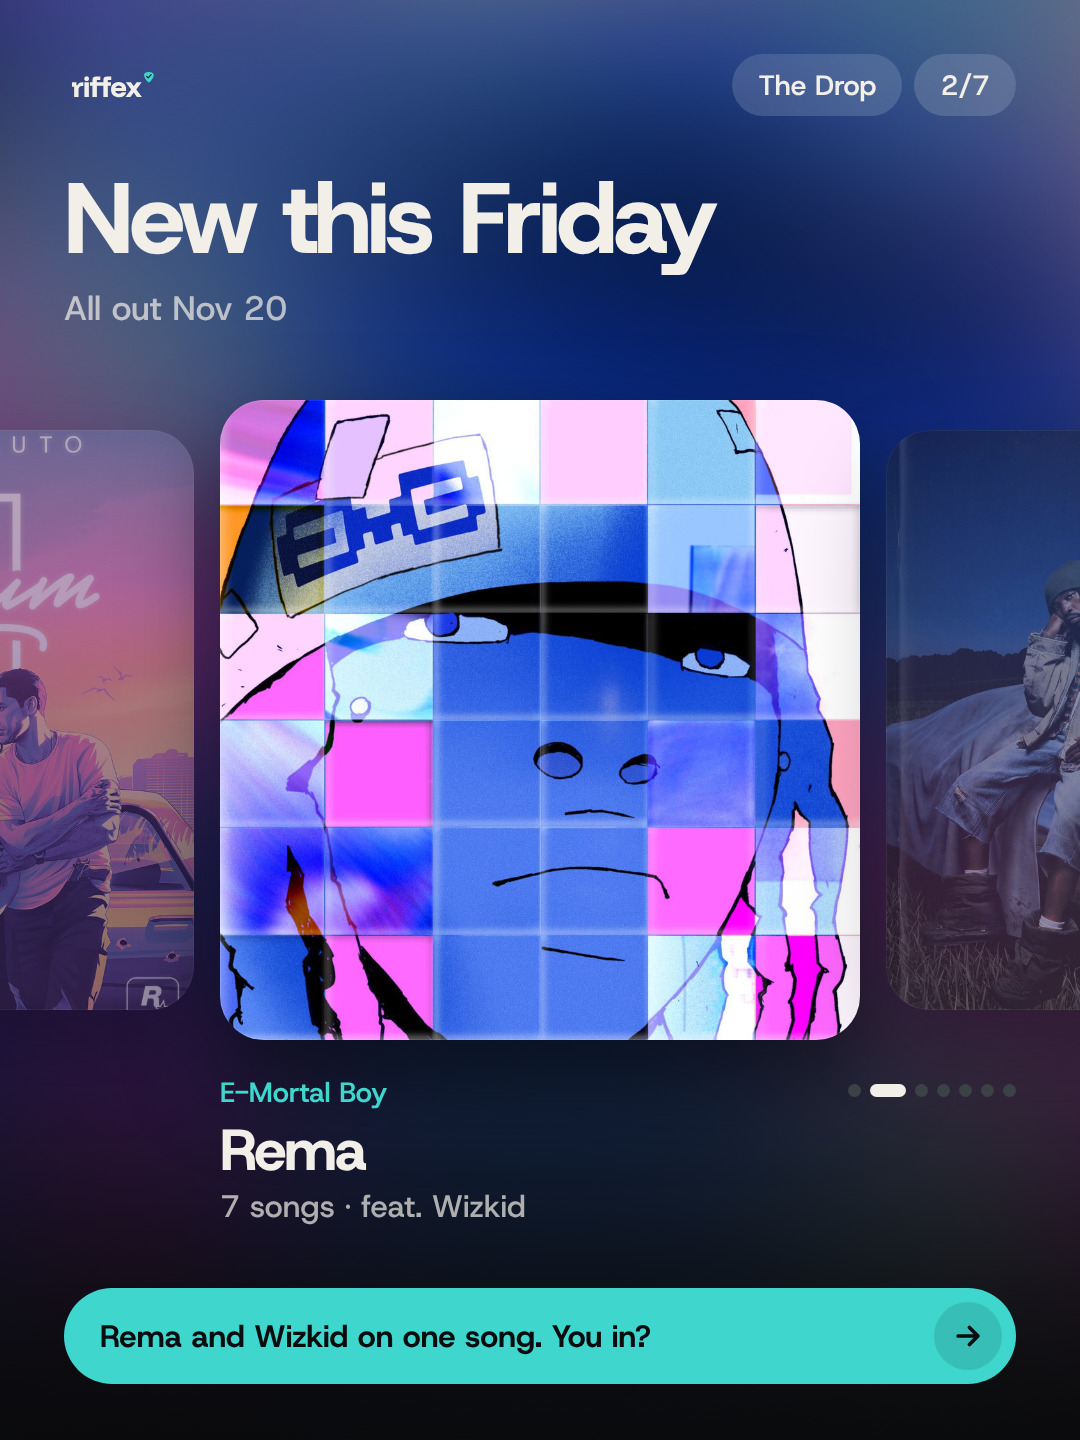 riffex
The Drop
2/7
New this Friday
All out Nov 20
UTO
um
R
E-Mortal Boy
Rema
7 songs · feat. Wizkid
Rema and Wizkid on one song. You in?